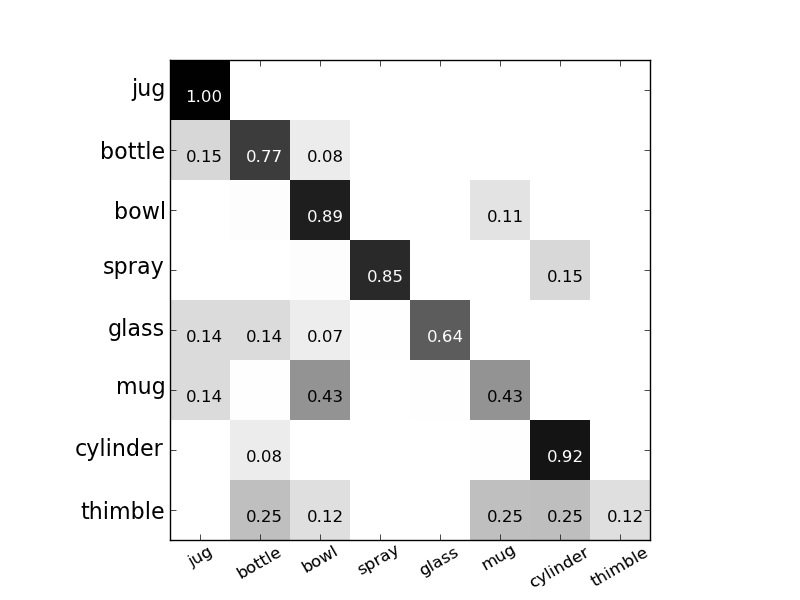 jug 1.00
bottle 0.15 0.77 0.08
bowl 0.89 0.11
spray 0.85 0.15
glass 0.14 0.14 0.07 0.64
mug 0.14 0.43 0.43
cylinder 0.08 0.92
thimble 0.25 0.12 0.25 0.25 0.12
jug bottle bowl spray glass mug cylinder thimble